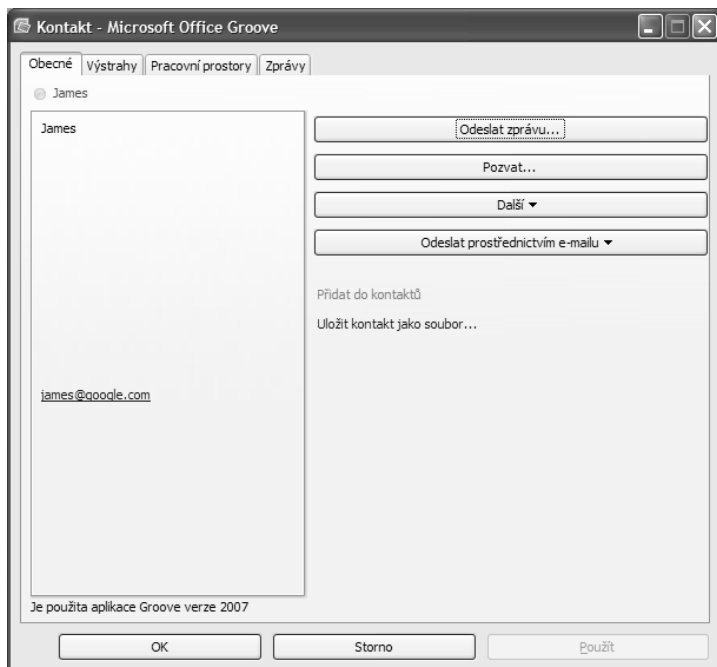 Kontakt - Microsoft Office Groove
Obecné Výstrahy Pracovní prostory Zprávy
James
James
Odeslat zprávu...
Pozvat...
Další
Odeslat prostřednictvím e-mailu
Přidat do kontaktů
Uložit kontakt jako soubor...
james@google.com
Je použita aplikace Groove verze 2007
OK Storno Použít